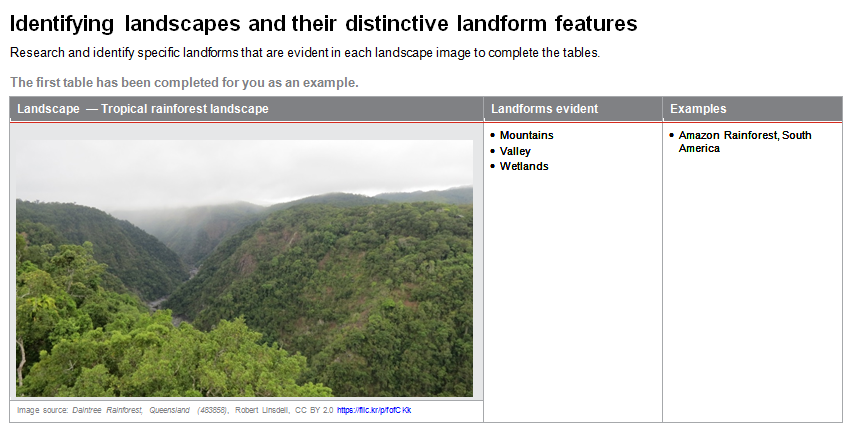 Identifying landscapes and their distinctive landform features
Research and identify specific landforms that are evident in each landscape image to complete the tables.
The first table has been completed for you as an example.
Landscape — Tropical rainforest landscape
Landforms evident
Examples
• Mountains
• Valley
• Wetlands
• Amazon Rainforest, South
America
Image source: Daintree Rainforest, Queensland (483858), Robert Linsdell, CC BY 2.0 https://flic.kr/p/fofCKk